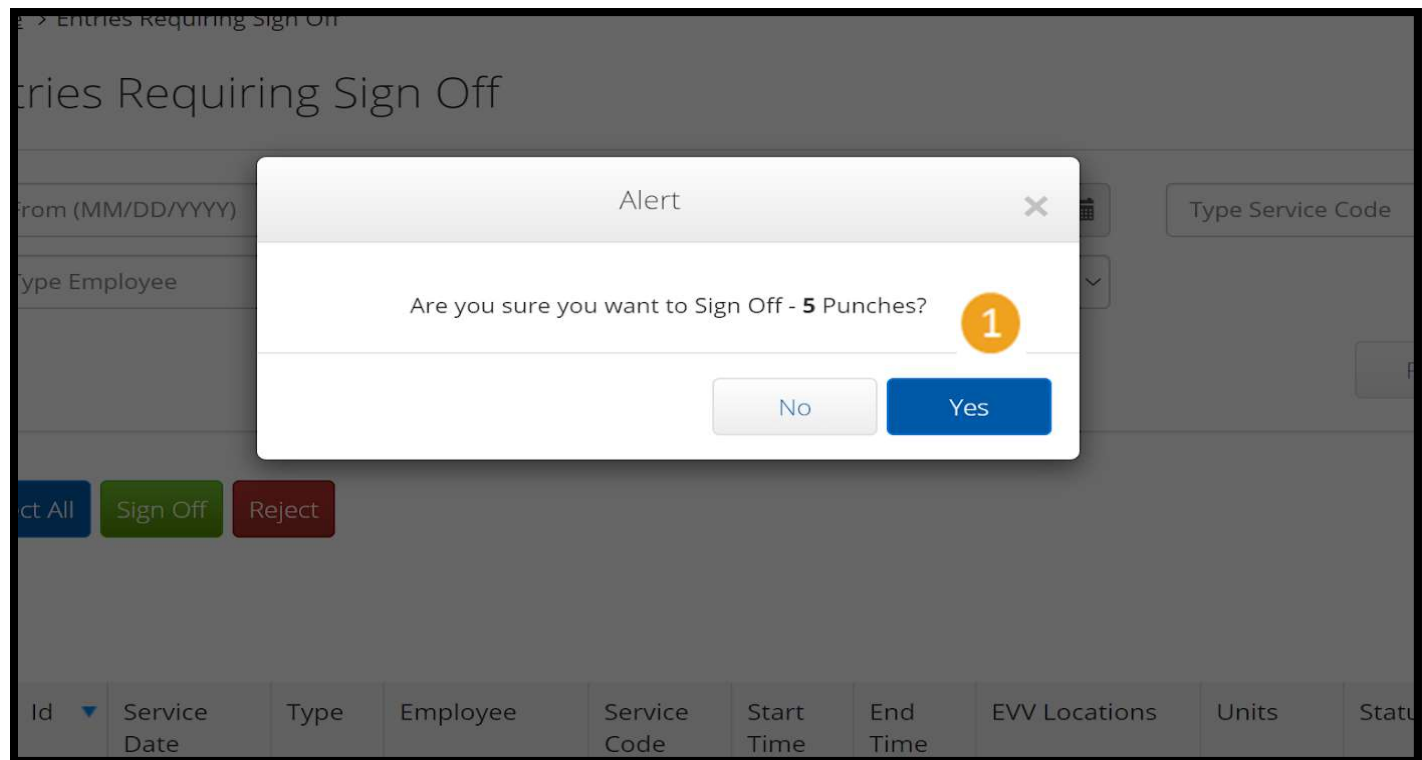 > Entries Requiring Sign Off
tries Requiring Sign Off
Alert ×
From (MM/DD/YYYY)
Type Service Code
Type Employee
Are you sure you want to Sign Off - 5 Punches?
1
No
Yes
ct All
Sign Off
Reject
Id
Service Date
Type
Employee
Service Code
Start Time
End Time
EVV Locations
Units
Statu